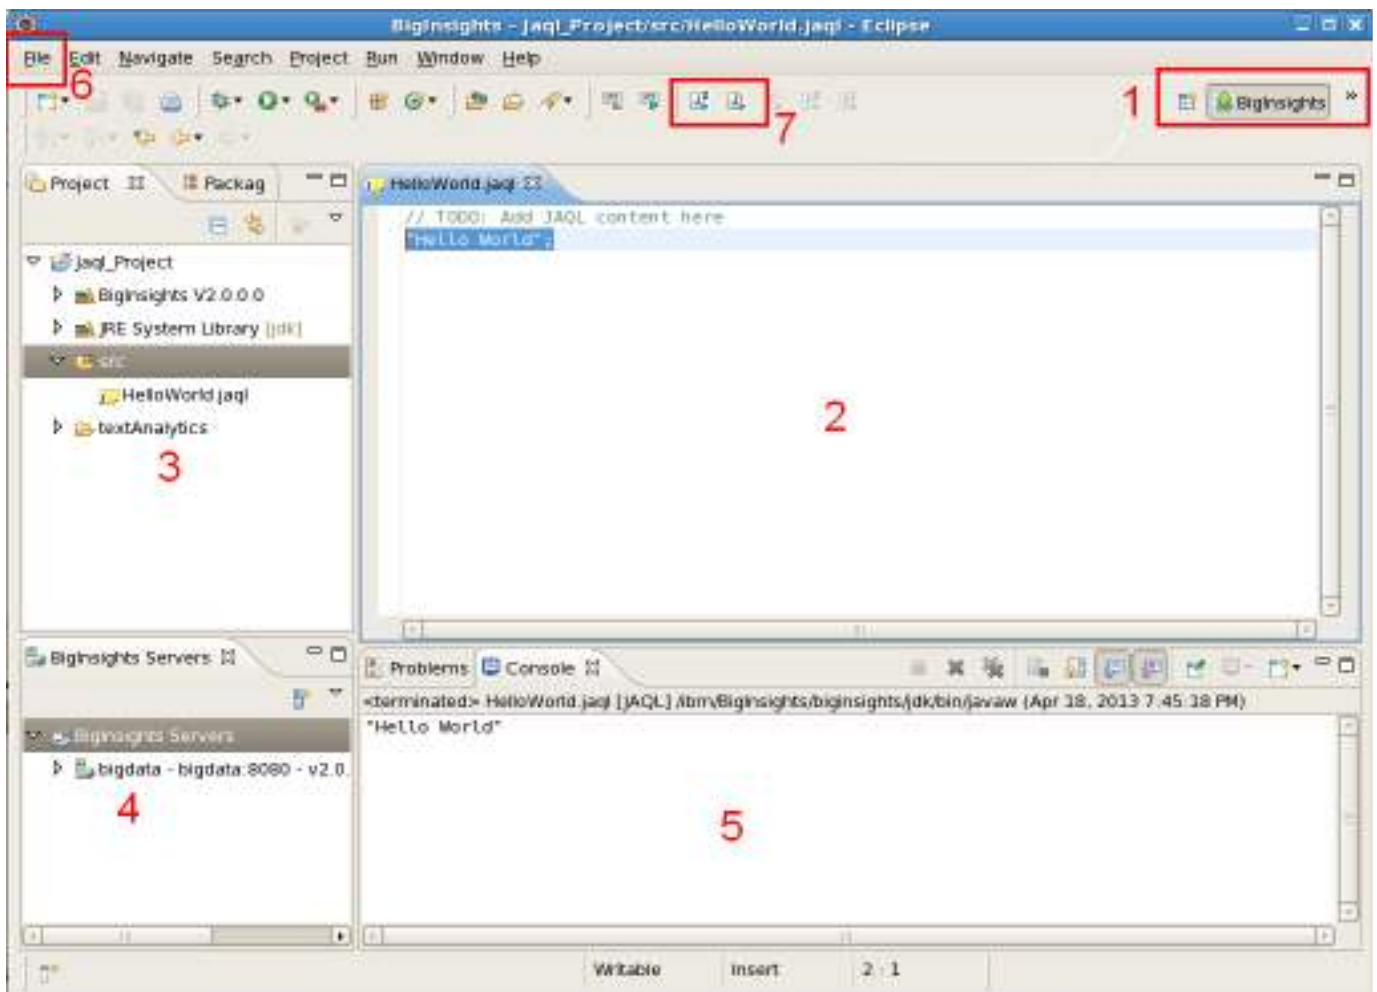 BigInsights - Jaql_Project/src/HelloWorld.jaql - Eclipse
File Edit Navigate Search Project Run Window Help
6
7
1
BigInsights »
Project Packag
HelloWorld.jaql
// TODO: Add JAQL content here
"Hello World";
Jaql_Project
BigInsights V2.0.0.0
JRE System Library [jdk]
src
HelloWorld.jaql
textAnalytics
3
2
BigInsights Servers
BigInsights Servers
bigdata - bigdata:8080 - v2.0.
4
Problems Console
<terminated> HelloWorld.jaql [JAQL] /ibm/BigInsights/biginsights/jdk/bin/javaw (Apr 18, 2013 7:45:38 PM)
"Hello World"
5
Writable Insert 2 : 1